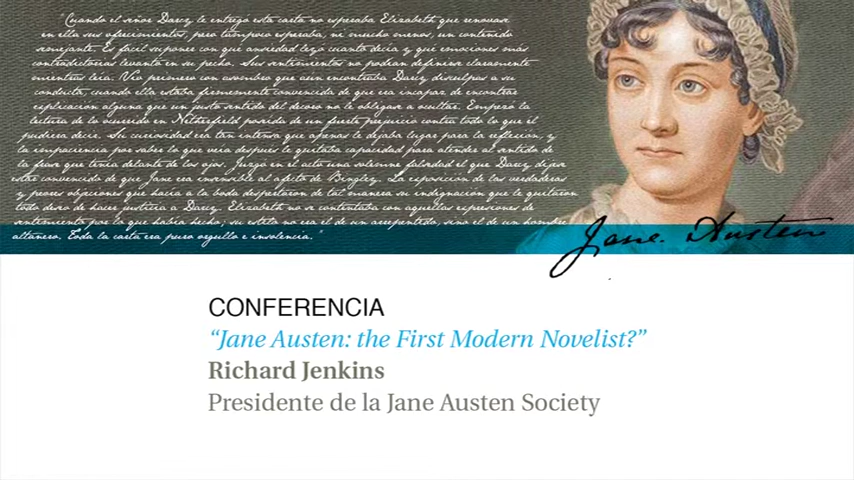 "Cuando el señor Darcy le entregó esta carta no esperaba Elizabeth que renovase
en ella sus ofrecimientos, pero tampoco esperaba, ni mucho menos, un contenido
semejante. Es fácil suponer con qué ansiedad leyó cuanto decía y qué emociones más
contradictorias levantó en su pecho. Sus sentimientos no podían definirse claramente
mientras leía. Vio primero con asombro que aún encontraba Darcy disculpas a su
conducta, cuando ella estaba firmemente convencida de que era incapaz de encontrar
explicación alguna que un justo sentido del decoro no le obligase a ocultar. Empezó la
lectura de lo ocurrido en Netherfield poseída de un fuerte prejuicio contra todo lo que él
pudiera decir. Su curiosidad era tan intensa que apenas le dejaba lugar para la reflexión, y
la impaciencia por saber lo que vería después le quitaba capacidad para atender al sentido de
la frase que tenía delante de los ojos. Juzgó en el acto una solemne falsedad el que Darcy dijese
estar convencido de que Jane era insensible al afecto de Bingley. La exposición de las verdaderas
y peores objeciones que hacía a la boda despertaron de tal manera su indignación que le quitaron
todo deseo de hacer justicia a Darcy. Elizabeth no se contentaba con aquellas expresiones de
sentimiento por lo que había hecho; su estilo no era el de un arrepentido, sino el de un hombre
altanero. Toda la carta era puro orgullo e insolencia."
Jane Austen
CONFERENCIA
“Jane Austen: the First Modern Novelist?”
Richard Jenkins
Presidente de la Jane Austen Society